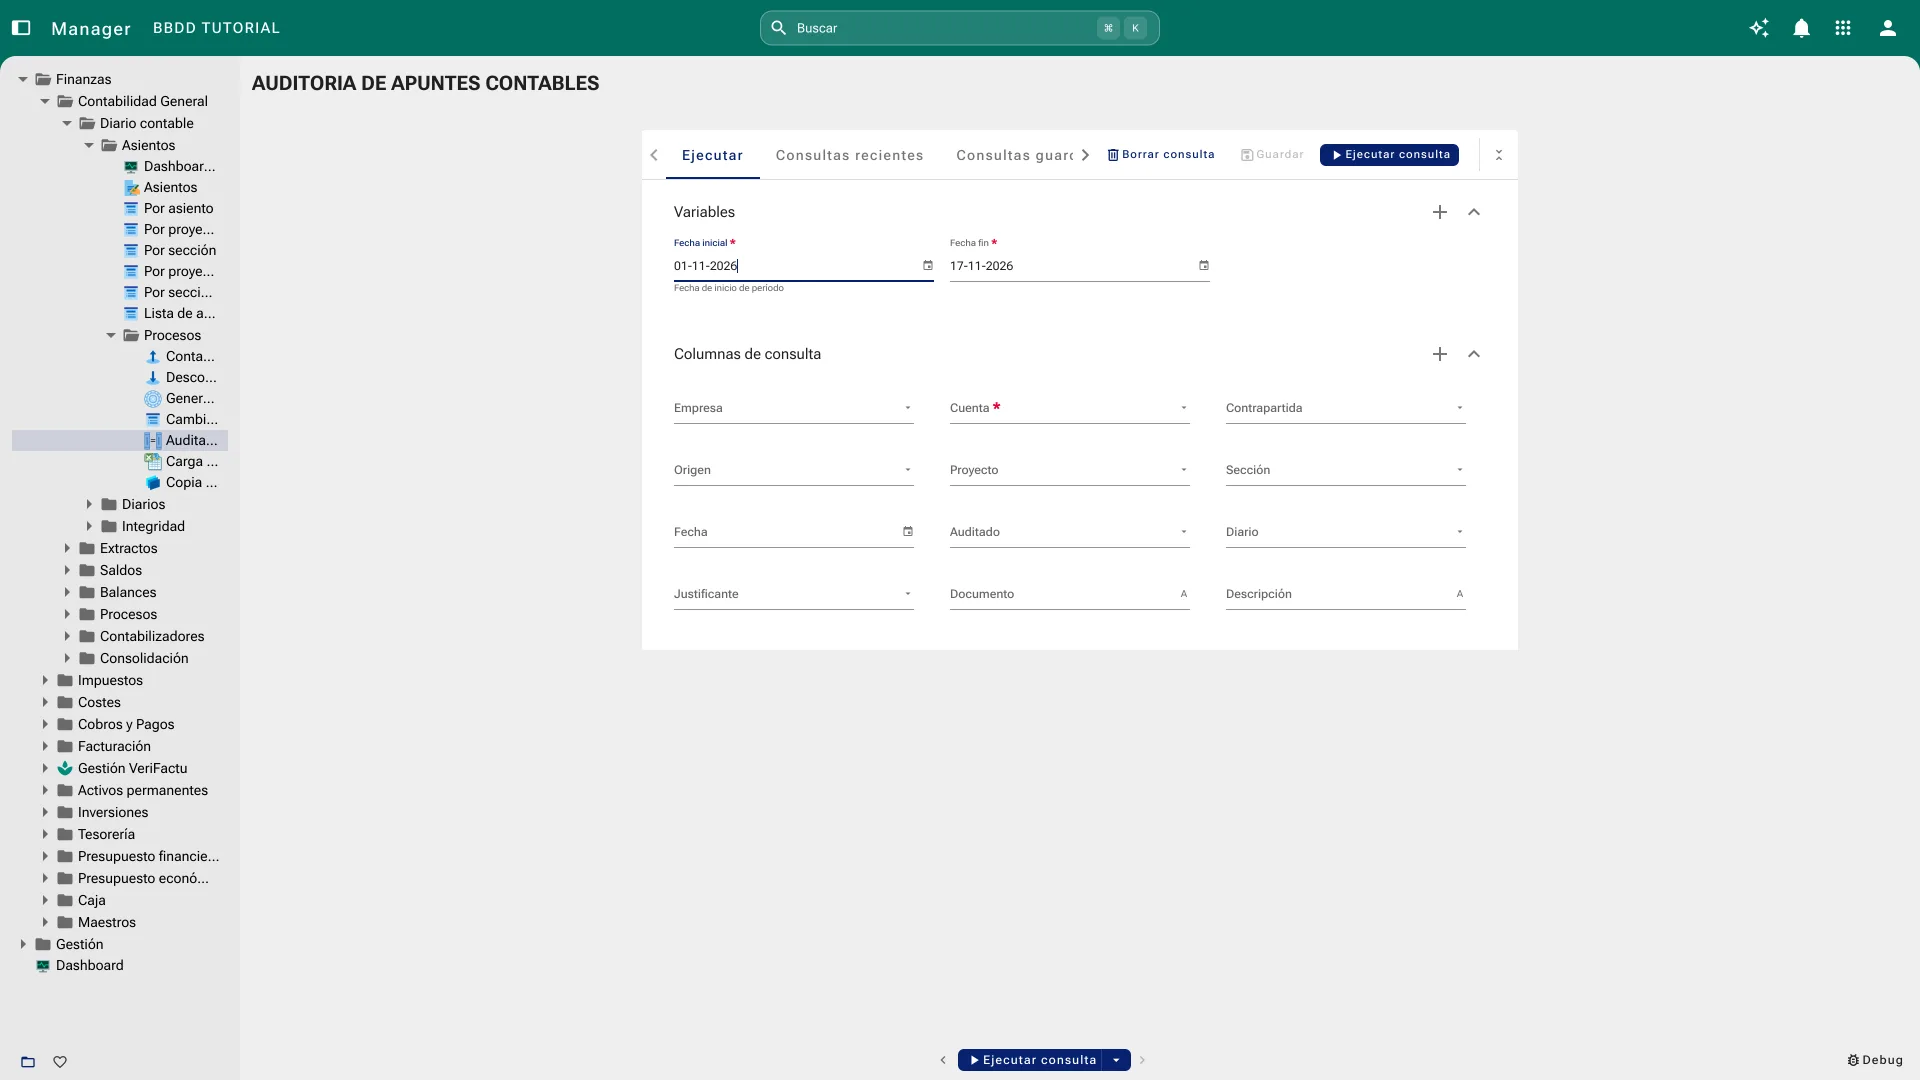 Manager
BBDD TUTORIAL
Buscar
⌘ K
Finanzas
Contabilidad General
Diario contable
Asientos
Dashboar...
Asientos
Por asiento
Por proye...
Por sección
Por proye...
Por secci...
Lista de a...
Procesos
Conta...
Desco...
Gener...
Cambi...
Audita...
Carga ...
Copia ...
Diarios
Integridad
Extractos
Saldos
Balances
Procesos
Contabilizadores
Consolidación
Impuestos
Costes
Cobros y Pagos
Facturación
Gestión VeriFactu
Activos permanentes
Inversiones
Tesorería
Presupuesto financie...
Presupuesto econó...
Caja
Maestros
Gestión
Dashboard
AUDITORIA DE APUNTES CONTABLES
Ejecutar
Consultas recientes
Consultas guard
Borrar consulta
Guardar
Ejecutar consulta
Variables
Fecha inicial *
01-11-2026
Fecha de inicio de periodo
Fecha fin *
17-11-2026
Columnas de consulta
Empresa
Cuenta *
Contrapartida
Origen
Proyecto
Sección
Fecha
Auditado
Diario
Justificante
Documento A
Descripción A
Ejecutar consulta
Debug